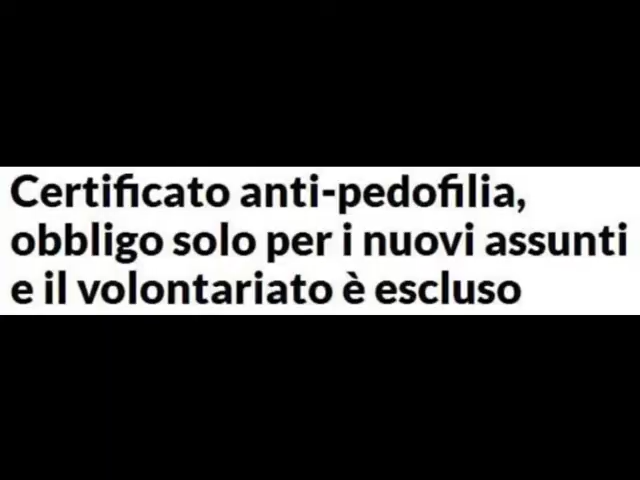 Certificato anti-pedofilia,
obbligo solo per i nuovi assunti
e il volontariato è escluso